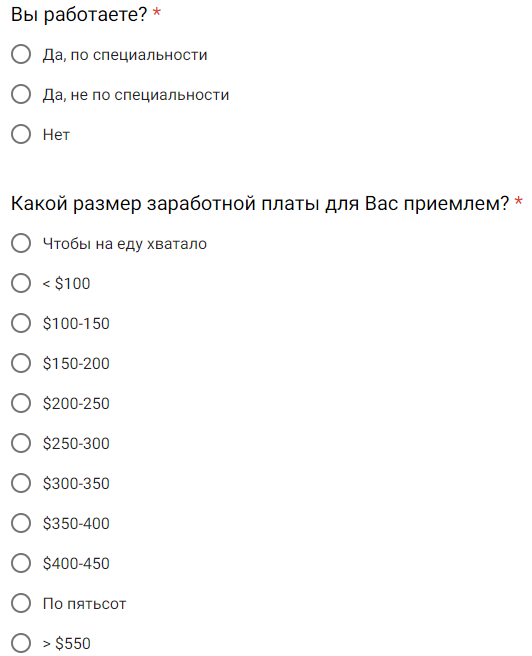 Вы работаете? *
Да, по специальности
Да, не по специальности
Нет
Какой размер заработной платы для Вас приемлем? *
Чтобы на еду хватало
< $100
$100-150
$150-200
$200-250
$250-300
$300-350
$350-400
$400-450
По пятьсот
> $550